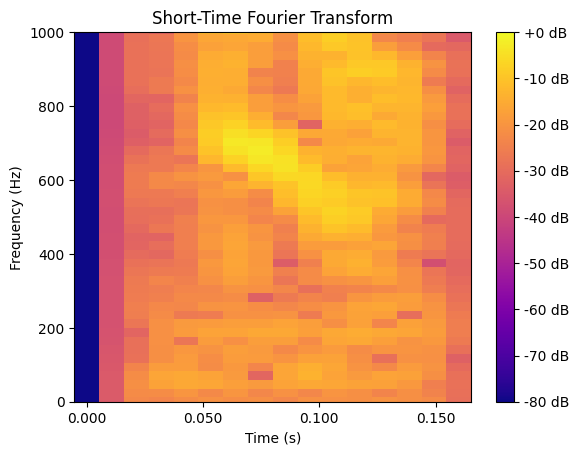 Short-Time Fourier Transform
Frequency (Hz)
1000
800
600
400
200
0
0.000
0.050
0.100
0.150
Time (s)
+0 dB
-10 dB
-20 dB
-30 dB
-40 dB
-50 dB
-60 dB
-70 dB
-80 dB